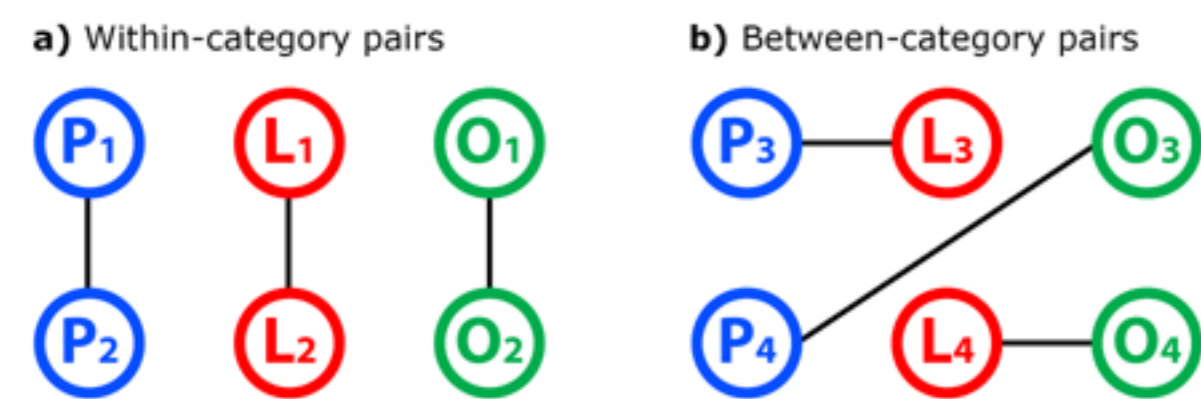 a) Within-category pairs
b) Between-category pairs
P1 L1 O1
P3 L3 O3
P2 L2 O2
P4 L4 O4